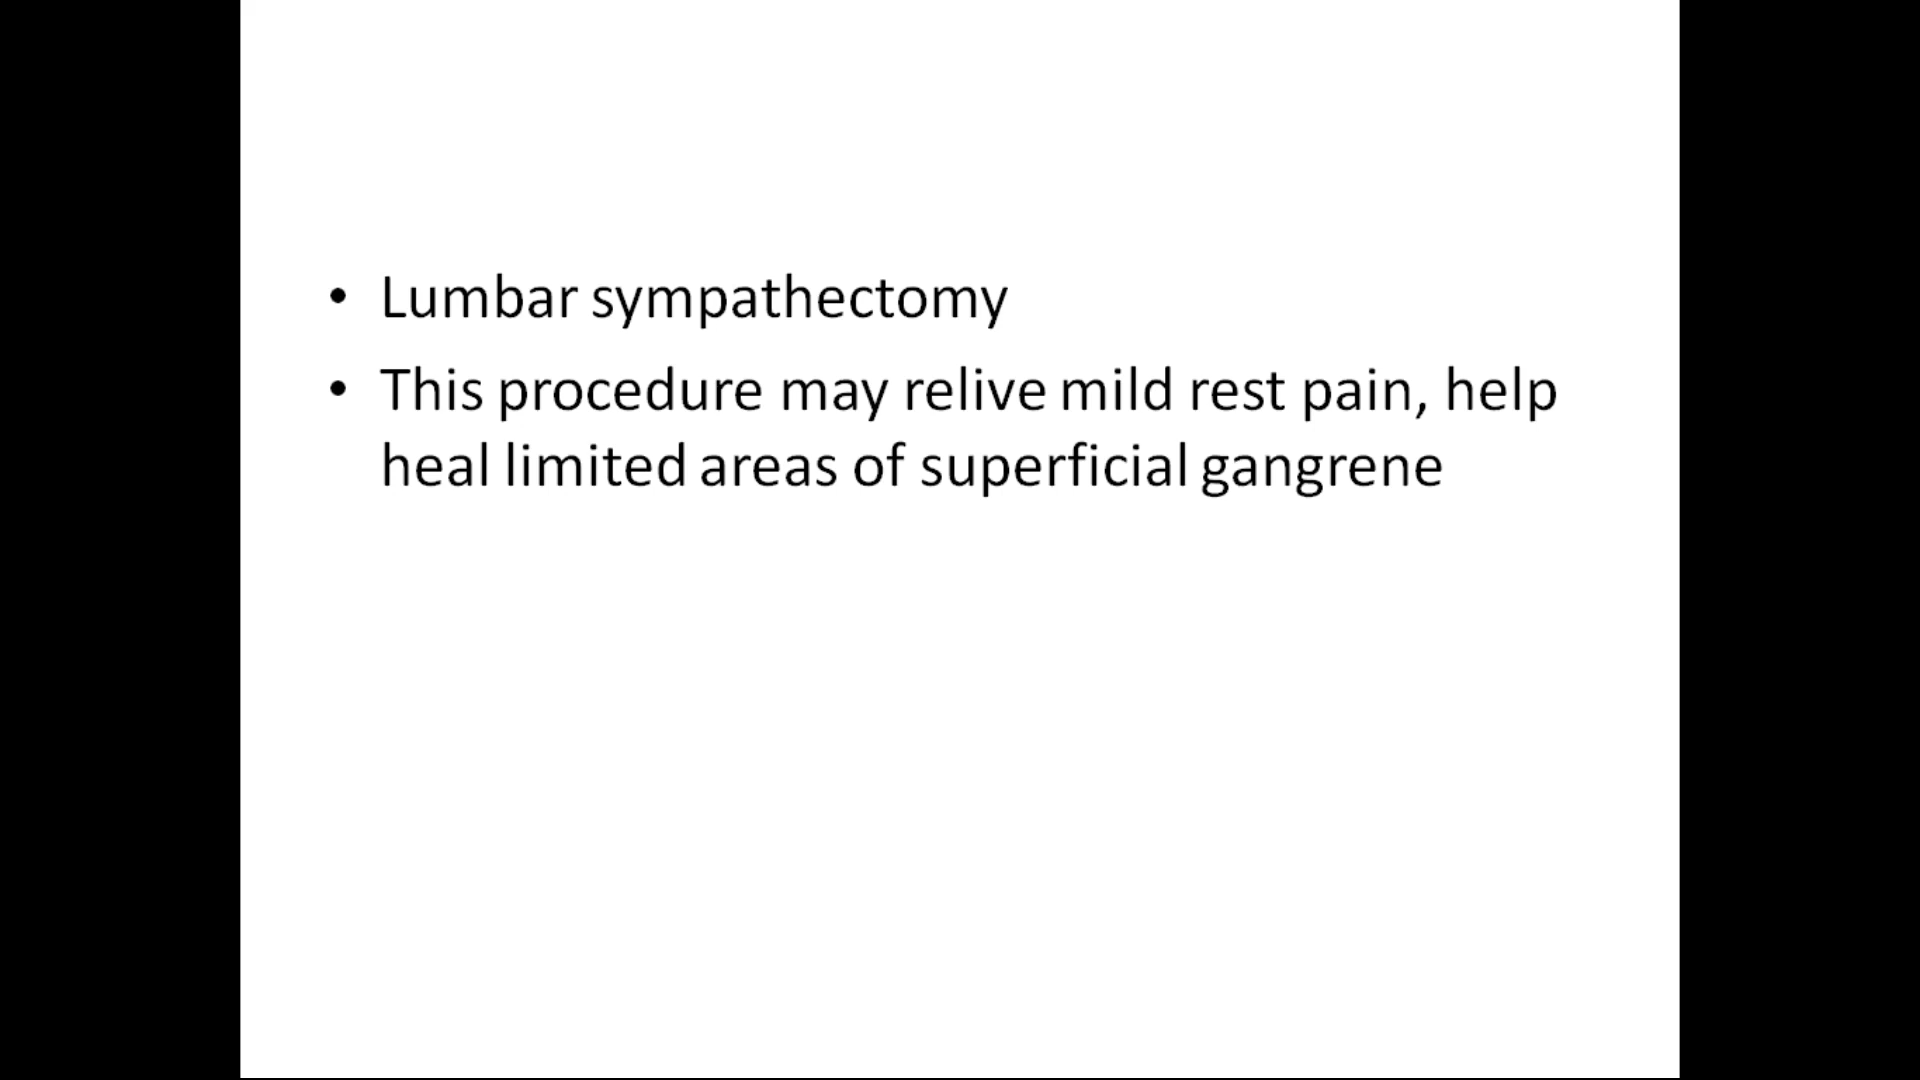 • Lumbar sympathectomy
• This procedure may relive mild rest pain, help
heal limited areas of superficial gangrene